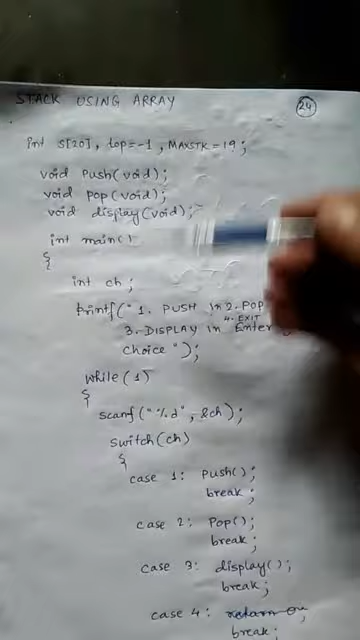 STACK USING ARRAY
24
int S[20], top=-1, MAXSTK=19;
void Push(void);
void Pop(void);
void display(void);
int main()
{
int ch;
printf(" 1. PUSH \n 2. POP
4. EXIT
3. DISPLAY \n Enter
choice ");
while(1)
{
scanf("%d", &ch);
switch(ch)
{
case 1: Push();
break;
case 2: Pop();
break;
case 3: display();
break;
case 4:
break;